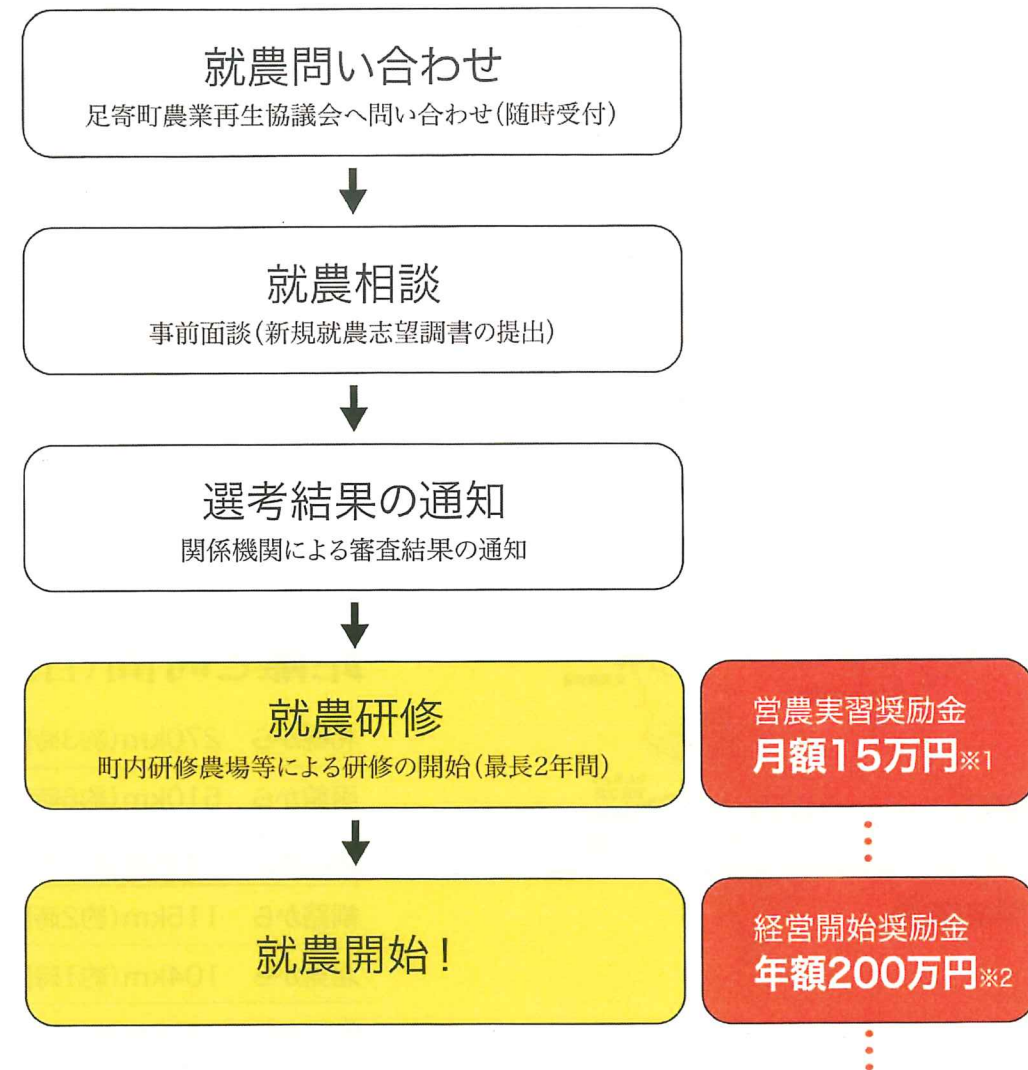 就農問い合わせ
足寄町農業再生協議会へ問い合わせ(随時受付)
就農相談
事前面談(新規就農志望調書の提出)
選考結果の通知
関係機関による審査結果の通知
就農研修
町内研修農場等による研修の開始(最長2年間)
営農実習奨励金
月額15万円※1
就農開始!
経営開始奨励金
年額200万円※2